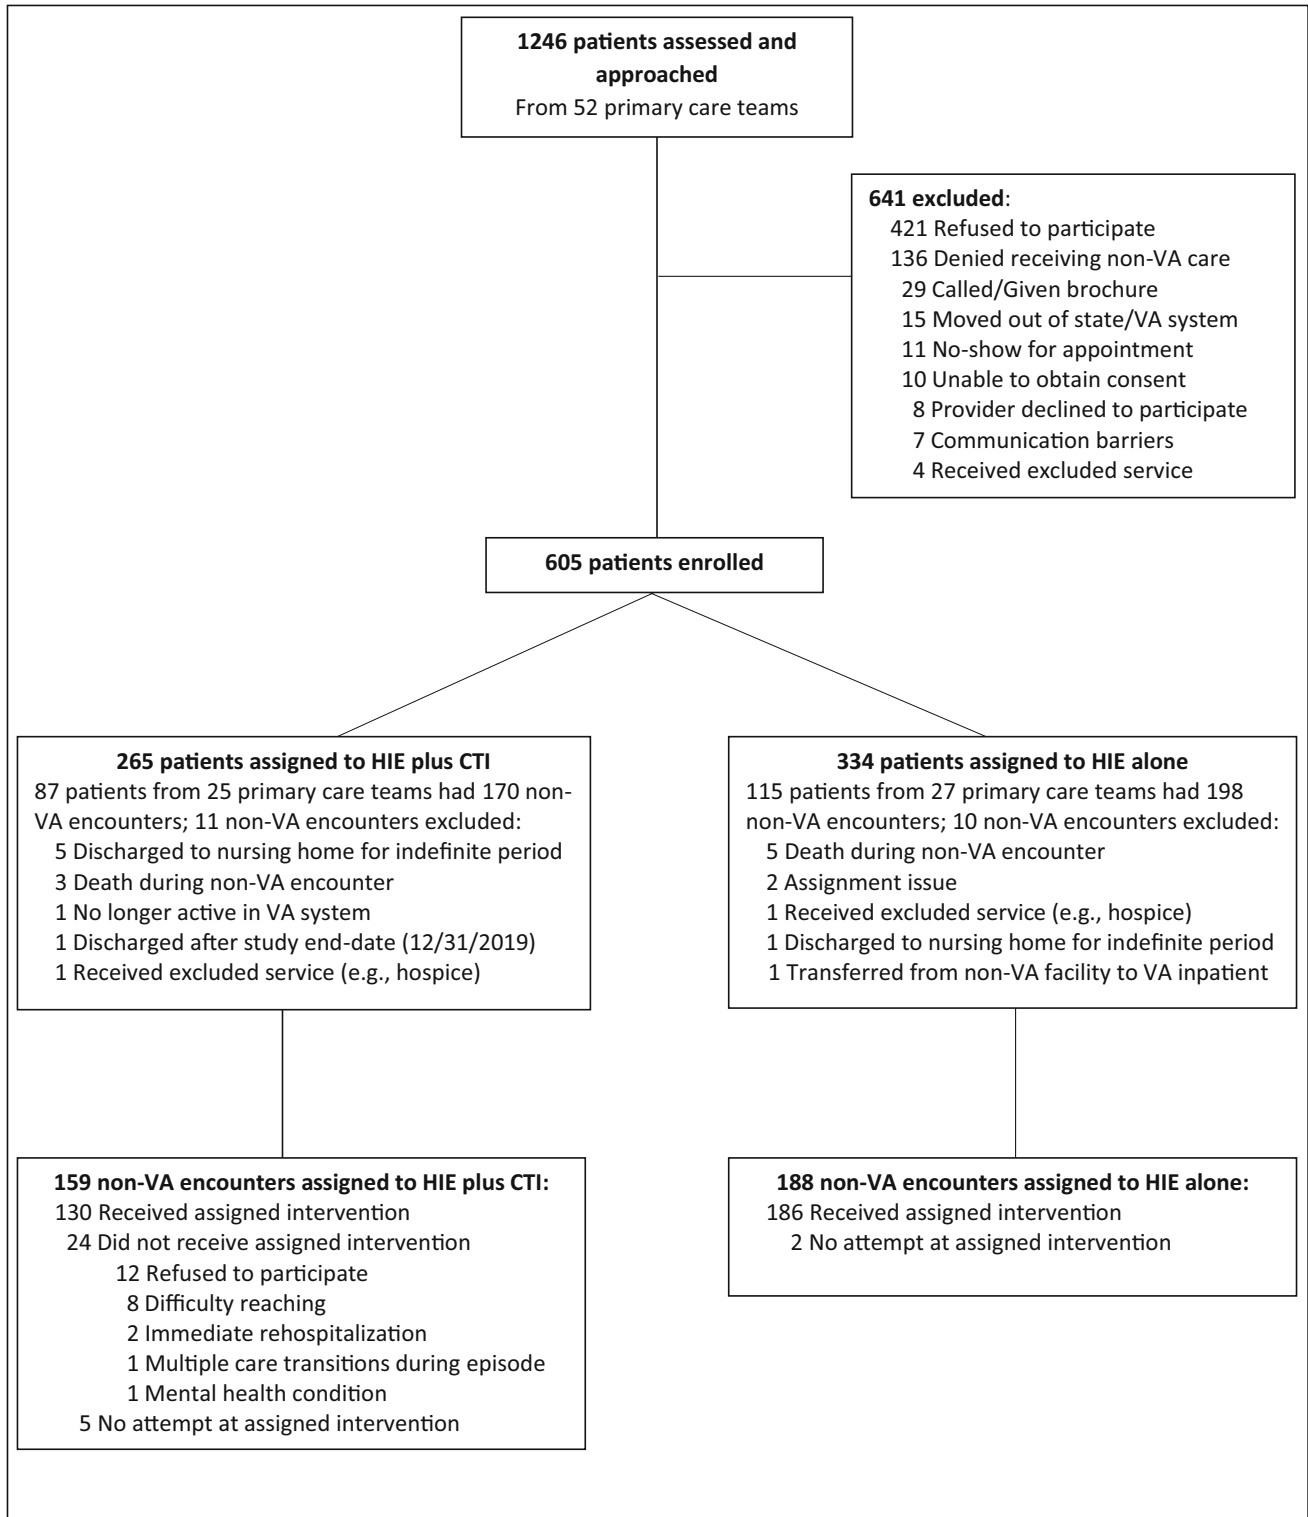 1246 patients assessed and
approached
From 52 primary care teams
641 excluded:
421 Refused to participate
136 Denied receiving non-VA care
29 Called/Given brochure
15 Moved out of state/VA system
11 No-show for appointment
10 Unable to obtain consent
8 Provider declined to participate
7 Communication barriers
4 Received excluded service
605 patients enrolled
265 patients assigned to HIE plus CTI
87 patients from 25 primary care teams had 170 non-
VA encounters; 11 non-VA encounters excluded:
5 Discharged to nursing home for indefinite period
3 Death during non-VA encounter
1 No longer active in VA system
1 Discharged after study end-date (12/31/2019)
1 Received excluded service (e.g., hospice)
334 patients assigned to HIE alone
115 patients from 27 primary care teams had 198
non-VA encounters; 10 non-VA encounters excluded:
5 Death during non-VA encounter
2 Assignment issue
1 Received excluded service (e.g., hospice)
1 Discharged to nursing home for indefinite period
1 Transferred from non-VA facility to VA inpatient
159 non-VA encounters assigned to HIE plus CTI:
130 Received assigned intervention
24 Did not receive assigned intervention
12 Refused to participate
8 Difficulty reaching
2 Immediate rehospitalization
1 Multiple care transitions during episode
1 Mental health condition
5 No attempt at assigned intervention
188 non-VA encounters assigned to HIE alone:
186 Received assigned intervention
2 No attempt at assigned intervention